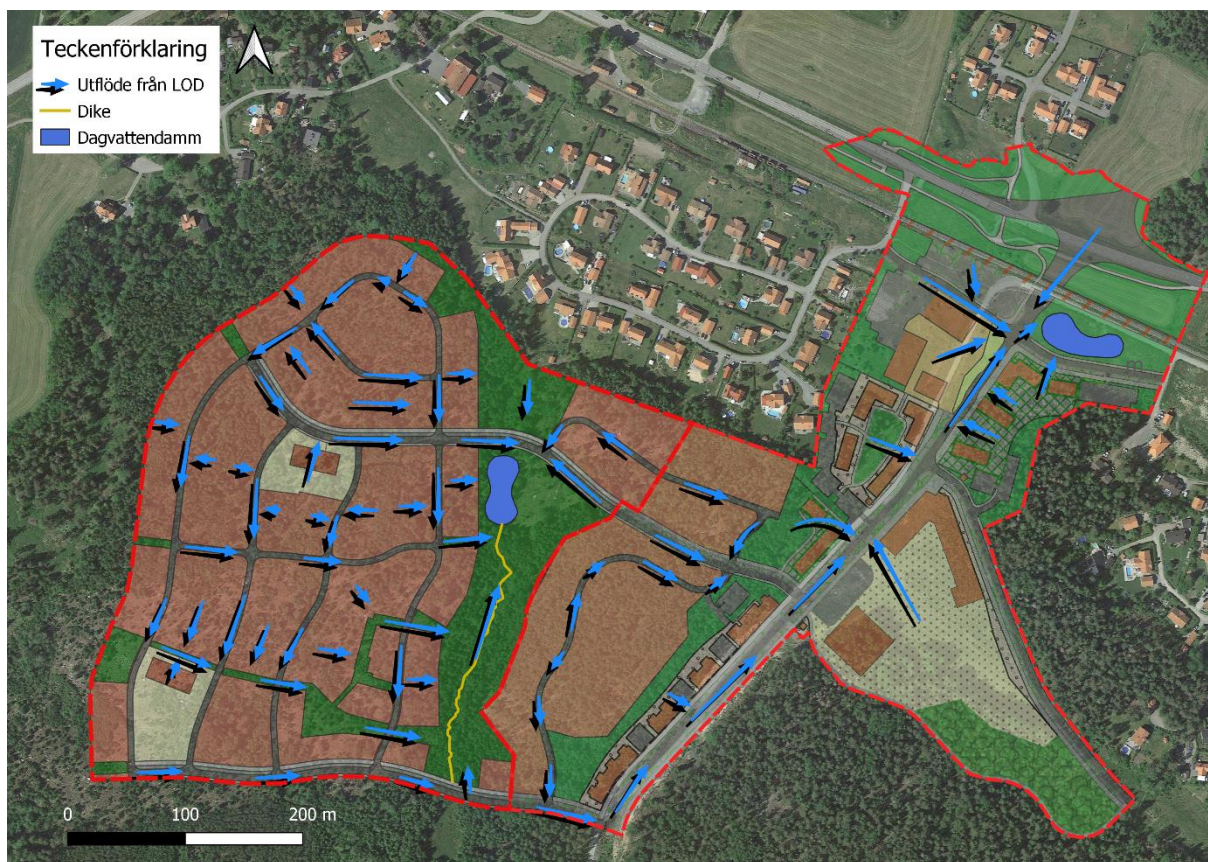 Teckenförklaring
Utflöde från LOD
Dike
Dagvattendamm
0 100 200 m